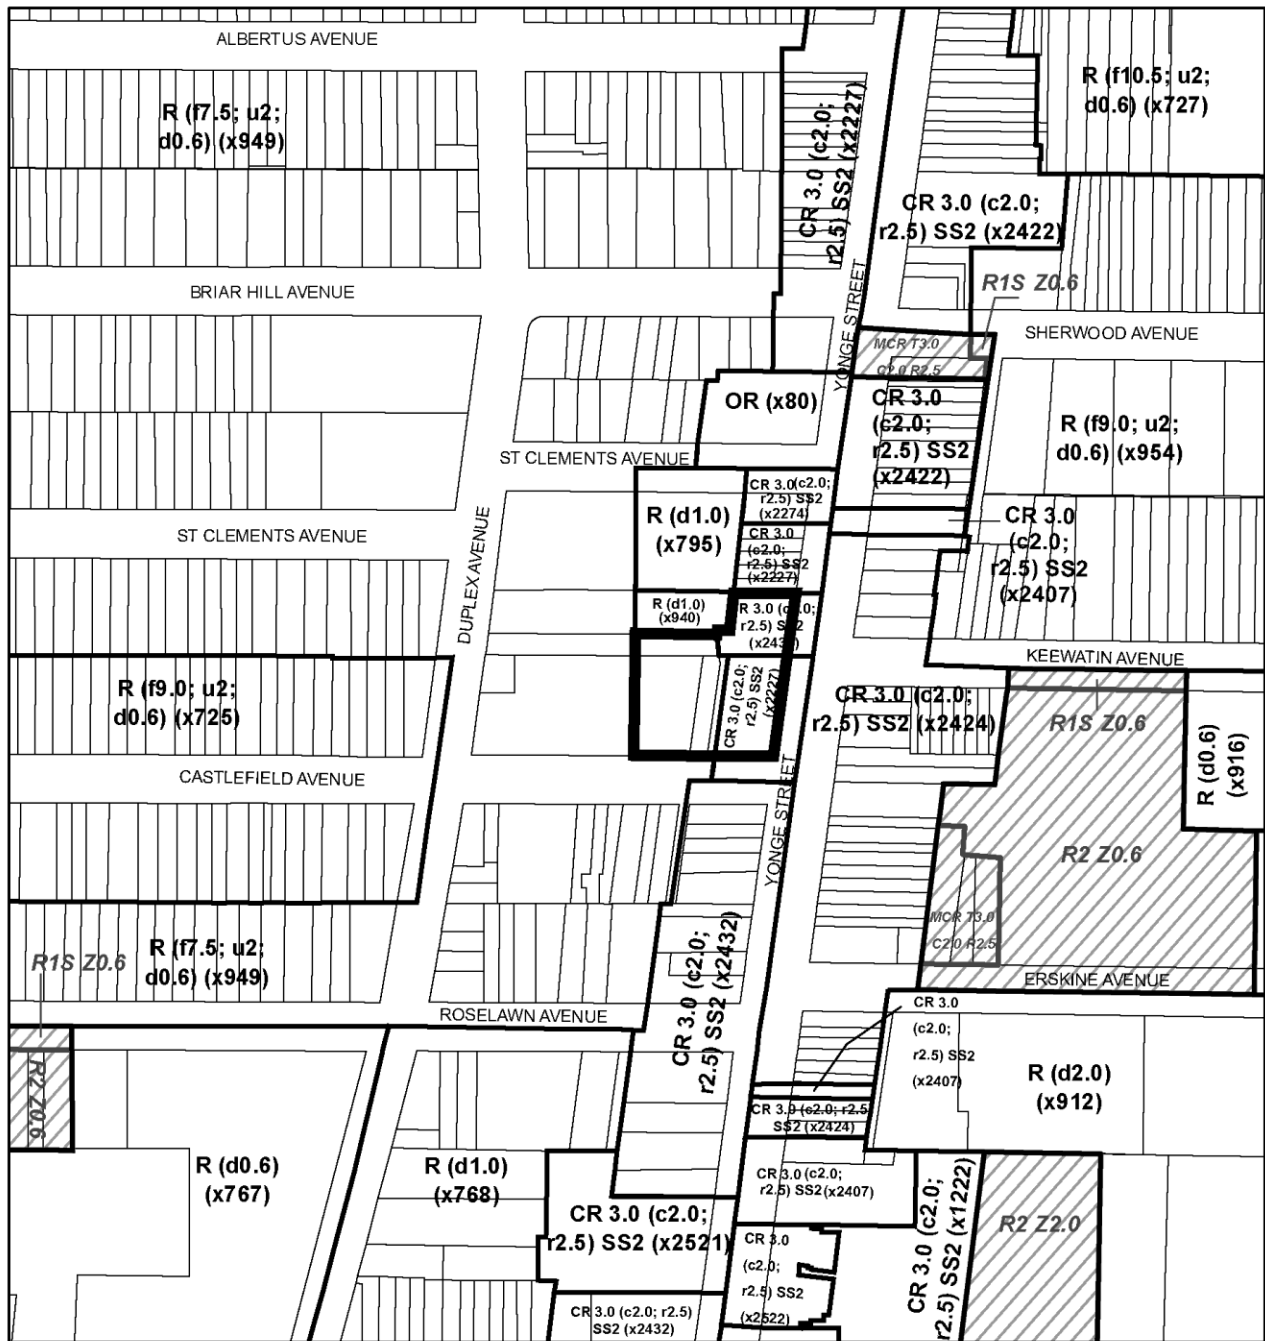 ALBERTUS AVENUE
R (f7.5; u2;
d0.6) (x949)
CR 3.0 (c2.0;
r2.5) SS2 (x2227)
R (f10.5; u2;
d0.6) (x727)
CR 3.0 (c2.0;
r2.5) SS2 (x2422)
BRIAR HILL AVENUE
YONGE STREET
R1S Z0.6
SHERWOOD AVENUE
MCR T3.0
C2.0 R2.5
OR (x80)
CR 3.0
(c2.0;
r2.5) SS2
(x2422)
R (f9.0; u2;
d0.6) (x954)
ST CLEMENTS AVENUE
ST CLEMENTS AVENUE
DUPLEX AVENUE
R (d1.0)
(x795)
CR 3.0 (c2.0;
r2.5) SS2
(x2274)
CR 3.0
(c2.0;
r2.5) SS2
(x2227)
CR 3.0
(c2.0;
r2.5) SS2
(x2407)
R (d1.0)
(x940)
r2.5) SS2
KEEWATIN AVENUE
R (f9.0; u2;
d0.6) (x725)
CR 3.0 (c2.0;
r2.5) SS2
(x2227)
CR 3.0 (c2.0;
r2.5) SS2 (x2424)
R1S Z0.6
R (d0.6)
(x916)
CASTLEFIELD AVENUE
YONGE STREET
R2 Z0.6
MCR T3.0
C2.0 R2.5
R (f7.5; u2;
d0.6) (x949)
R1S Z0.6
CR 3.0 (c2.0;
r2.5) SS2 (x2432)
ERSKINE AVENUE
ROSELAWN AVENUE
CR 3.0
(c2.0;
r2.5) SS2
(x2407)
R2 Z0.6
R (d2.0)
(x912)
CR 3.0 (c2.0; r2.5
SS2 (x2424)
R (d0.6)
(x767)
R (d1.0)
(x768)
CR 3.0 (c2.0;
r2.5) SS2 (x2407)
CR 3.0 (c2.0;
r2.5) SS2 (x1222)
R2 Z2.0
CR 3.0 (c2.0;
r2.5) SS2 (x2521)
CR 3.0
(c2.0;
r2.5) SS2
(x2522)
CR 3.0 (c2.0; r2.5)
SS2 (x2432)